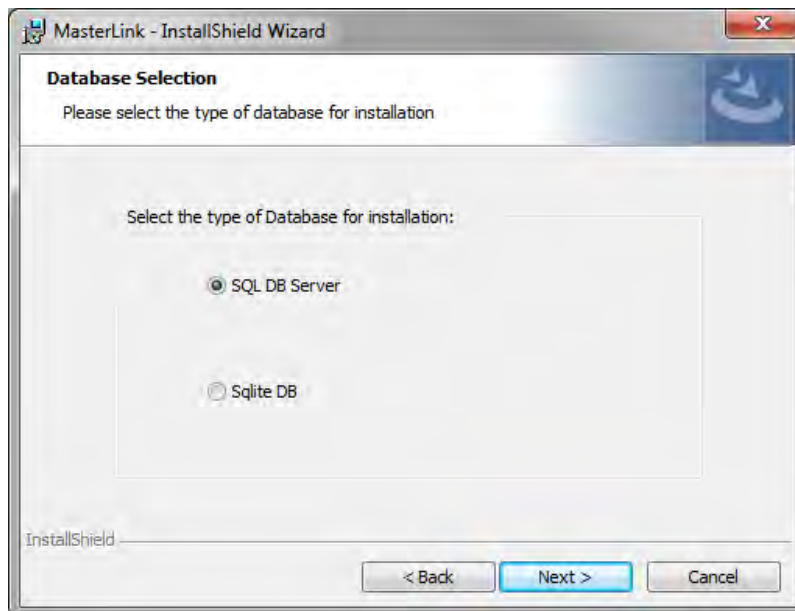 MasterLink - InstallShield Wizard
Database Selection
Please select the type of database for installation
Select the type of Database for installation:
SQL DB Server
Sqlite DB
InstallShield
< Back
Next >
Cancel